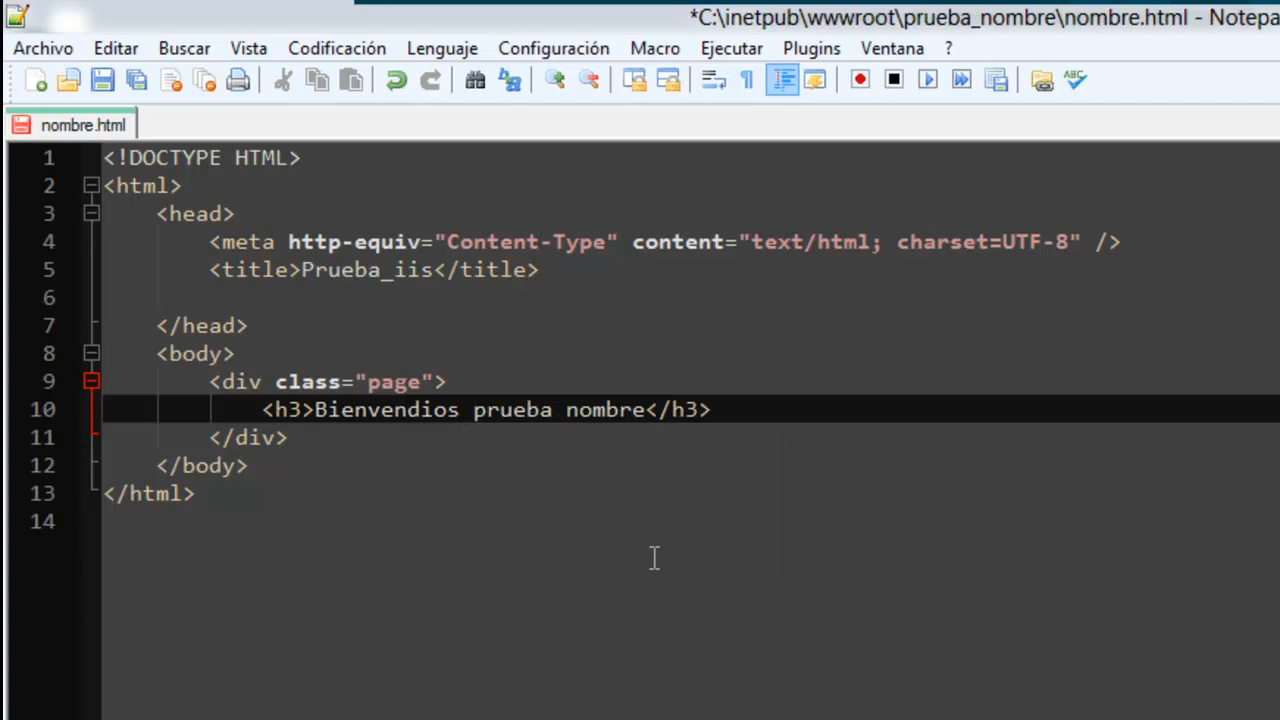 *C:\inetpub\wwwroot\prueba_nombre\nombre.html - Notepa
Archivo Editar Buscar Vista Codificación Lenguaje Configuración Macro Ejecutar Plugins Ventana ?
nombre.html
1 <!DOCTYPE HTML>
2 <html>
3 <head>
4 <meta http-equiv="Content-Type" content="text/html; charset=UTF-8" />
5 <title>Prueba_iis</title>
6
7 </head>
8 <body>
9 <div class="page">
10 <h3>Bienvendios prueba nombre</h3>
11 </div>
12 </body>
13 </html>
14